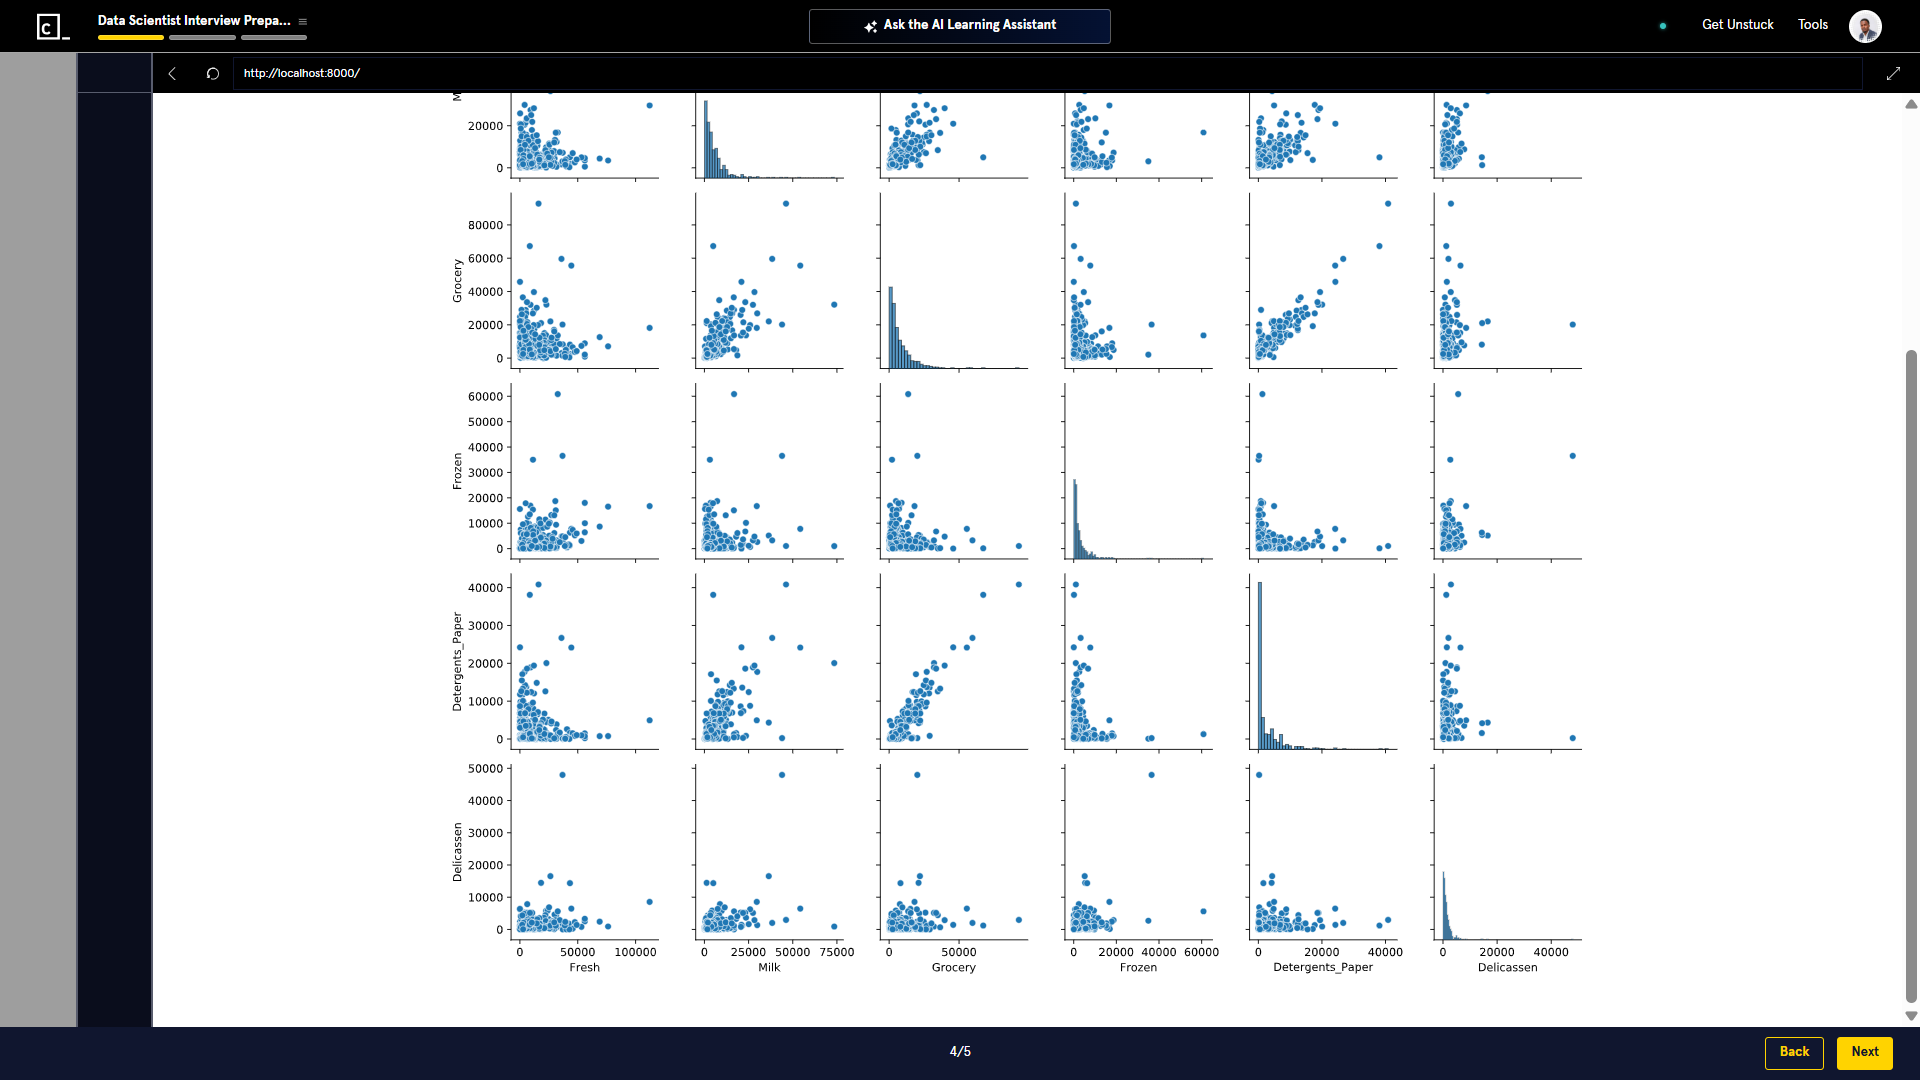 Data Scientist Interview Prepa...
Ask the AI Learning Assistant
Get Unstuck
Tools
http://localhost:8000/
20000
0
Grocery
80000
60000
40000
20000
0
Frozen
60000
50000
40000
30000
20000
10000
0
Detergents_Paper
40000
30000
20000
10000
0
Delicassen
50000
40000
30000
20000
10000
0
0 50000 100000 0 25000 50000 75000 0 50000 0 20000 40000 60000 0 20000 40000 0 20000 40000
Fresh Milk Grocery Frozen Detergents_Paper Delicassen
4/5
Back
Next